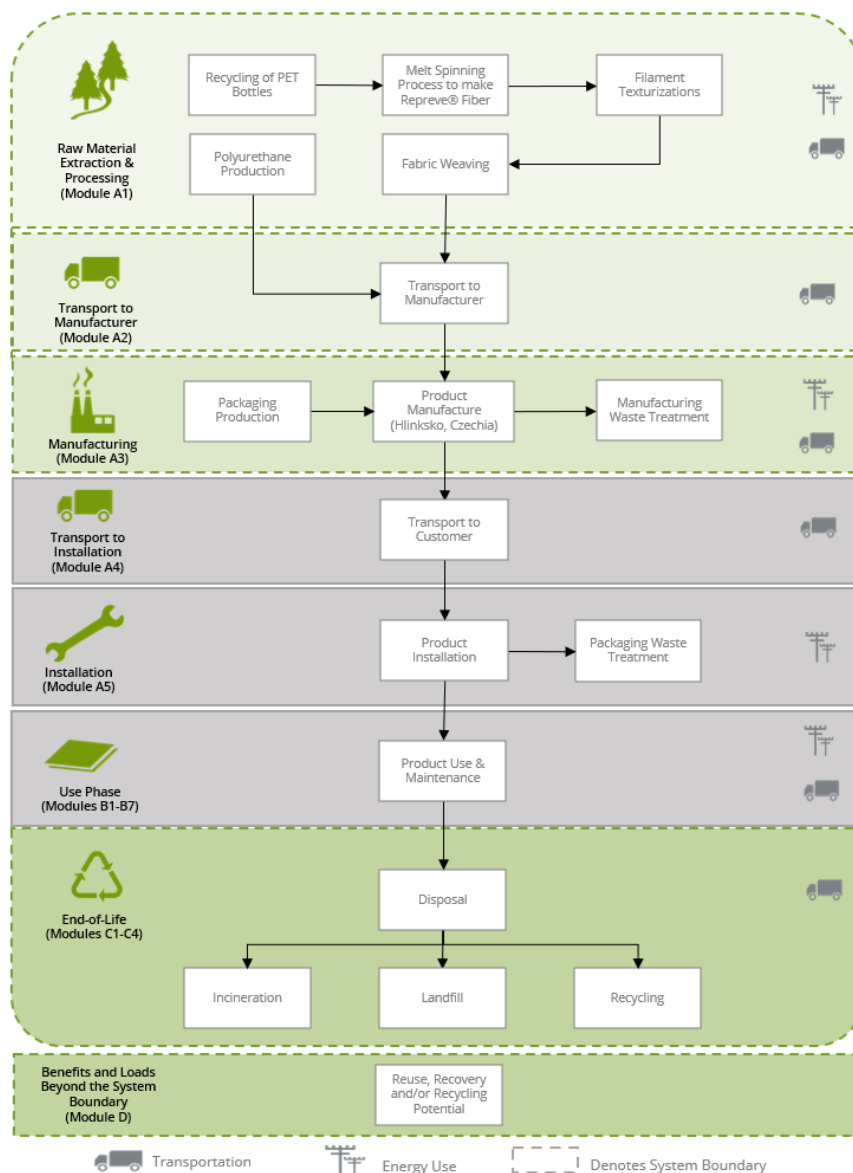 Recycling of PET
Bottles
Melt Spinning
Process to make
Repreve® Fiber
Filament
Texturizations
Raw Material
Extraction &
Processing
(Module A1)
Polyurethane
Production
Fabric Weaving
Transport to
Manufacturer
(Module A2)
Transport to
Manufacturer
Manufacturing
(Module A3)
Packaging
Production
Product
Manufacture
(Hlinksko, Czechia)
Manufacturing
Waste Treatment
Transport to
Installation
(Module A4)
Transport to
Customer
Installation
(Module A5)
Product
Installation
Packaging Waste
Treatment
Use Phase
(Modules B1-B7)
Product Use &
Maintenance
End-of-Life
(Modules C1-C4)
Disposal
Incineration
Landfill
Recycling
Benefits and Loads
Beyond the System
Boundary
(Module D)
Reuse, Recovery
and/or Recycling
Potential
Transportation
Energy Use
Denotes System Boundary